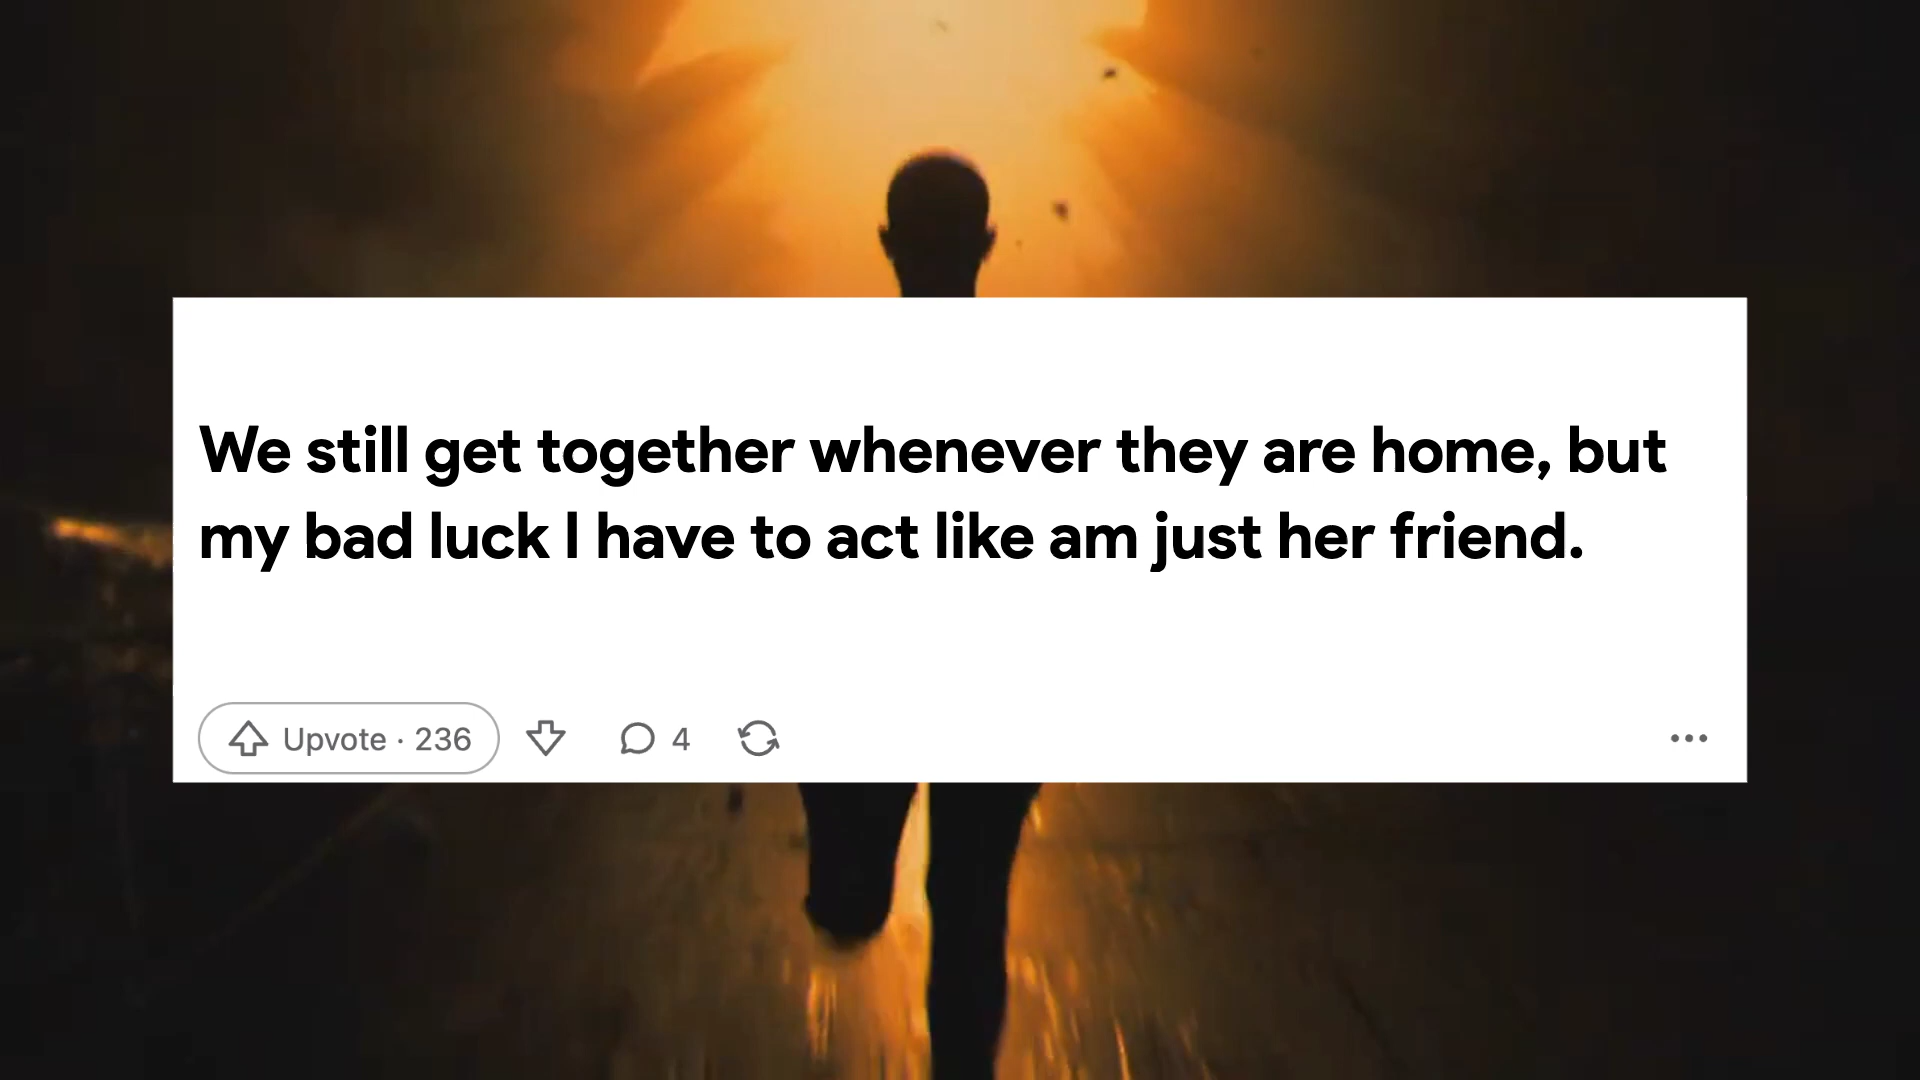 We still get together whenever they are home, but
my bad luck I have to act like am just her friend.
Upvote · 236
4